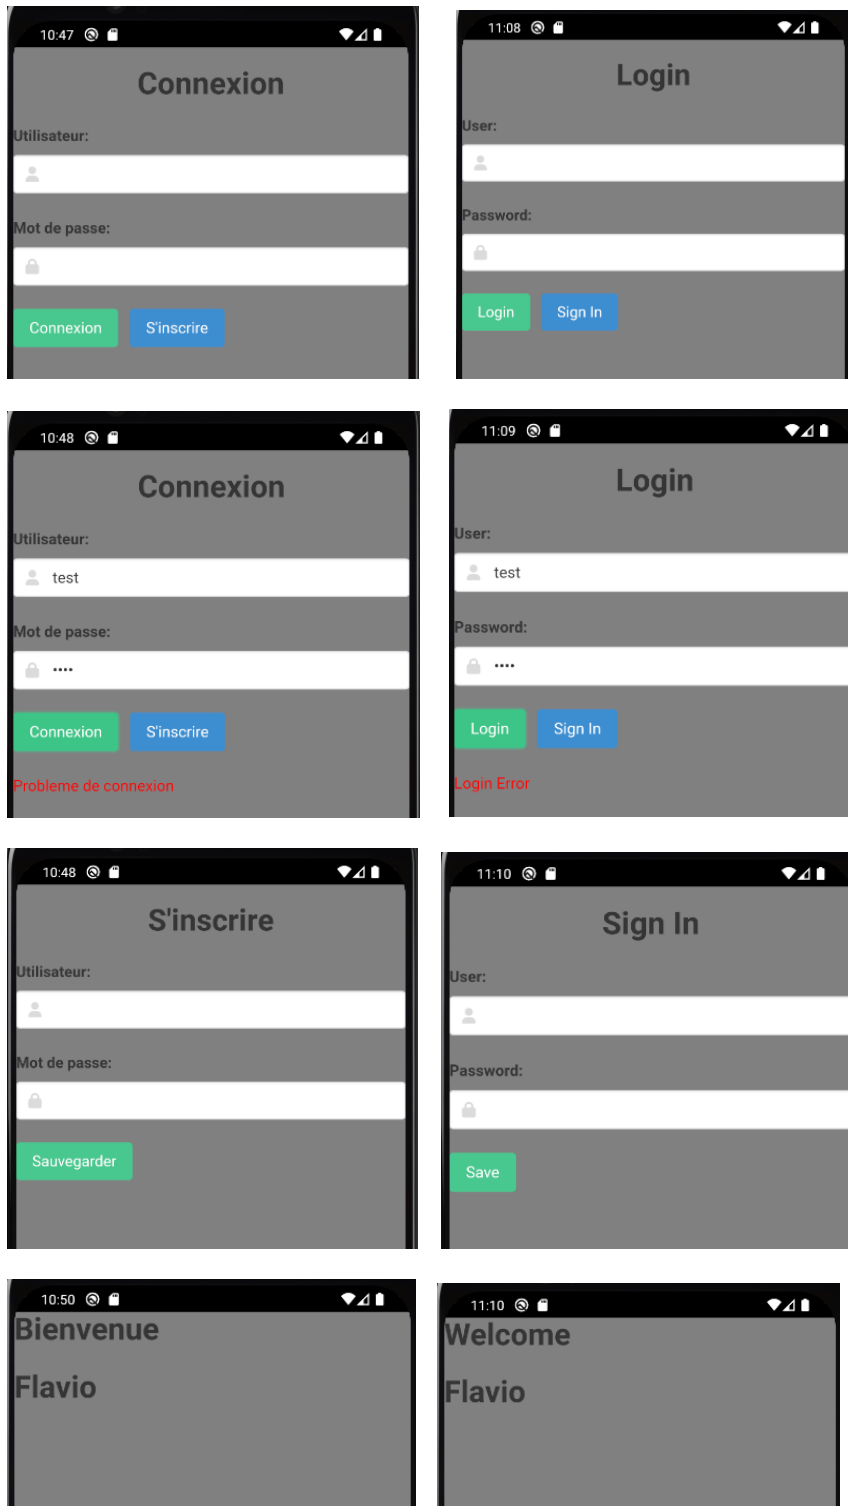 10:47
Connexion
Utilisateur:
Mot de passe:
Connexion S'inscrire
11:08
Login
User:
Password:
Login Sign In
10:48
Connexion
Utilisateur:
test
Mot de passe:
••••
Connexion S'inscrire
Probleme de connexion
11:09
Login
User:
test
Password:
••••
Login Sign In
Login Error
10:48
S'inscrire
Utilisateur:
Mot de passe:
Sauvegarder
11:10
Sign In
User:
Password:
Save
10:50
Bienvenue
Flavio
11:10
Welcome
Flavio